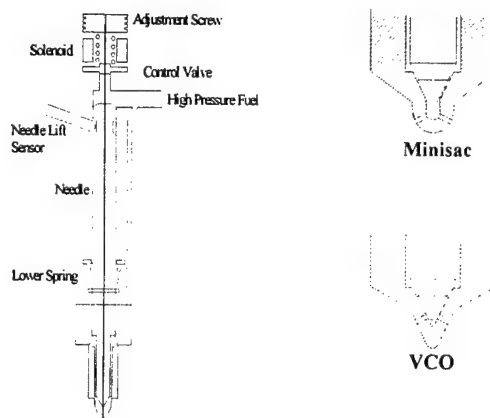 Adjustment Screw
Solenoid
Control Valve
High Pressure Fuel
Needle Lift
Sensor
Needle
Lower Spring
Minisac
VCO